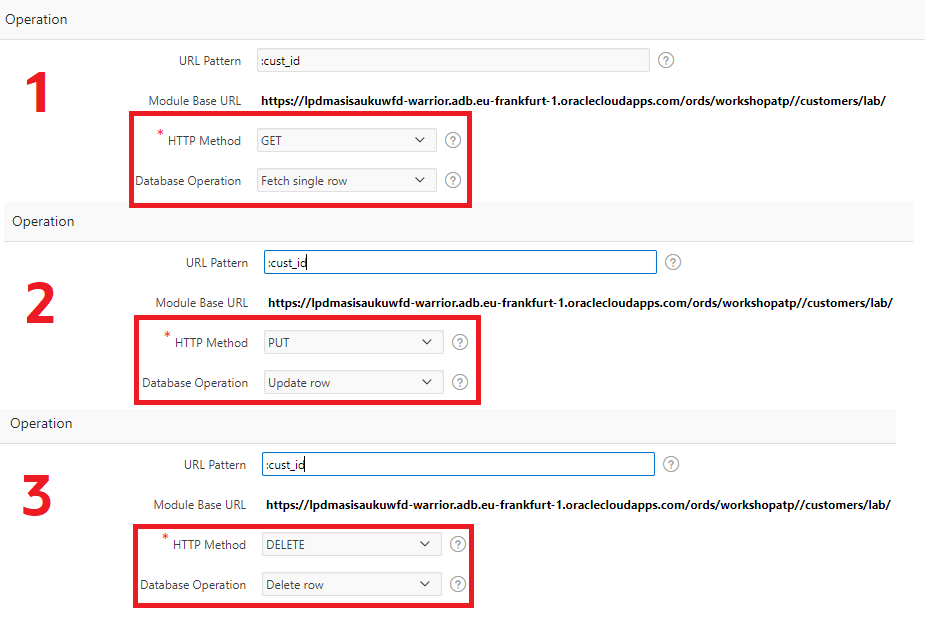 Operation
1
URL Pattern :cust_id ?
Module Base URL https://lpdmasisaukuwfd-warrior.adb.eu-frankfurt-1.oraclecloudapps.com/ords/workshopatp//customers/lab/
* HTTP Method GET ?
Database Operation Fetch single row ?
Operation
2
URL Pattern :cust_id ?
Module Base URL https://lpdmasisaukuwfd-warrior.adb.eu-frankfurt-1.oraclecloudapps.com/ords/workshopatp//customers/lab/
* HTTP Method PUT ?
Database Operation Update row ?
Operation
3
URL Pattern :cust_id ?
Module Base URL https://lpdmasisaukuwfd-warrior.adb.eu-frankfurt-1.oraclecloudapps.com/ords/workshopatp//customers/lab/
* HTTP Method DELETE ?
Database Operation Delete row ?